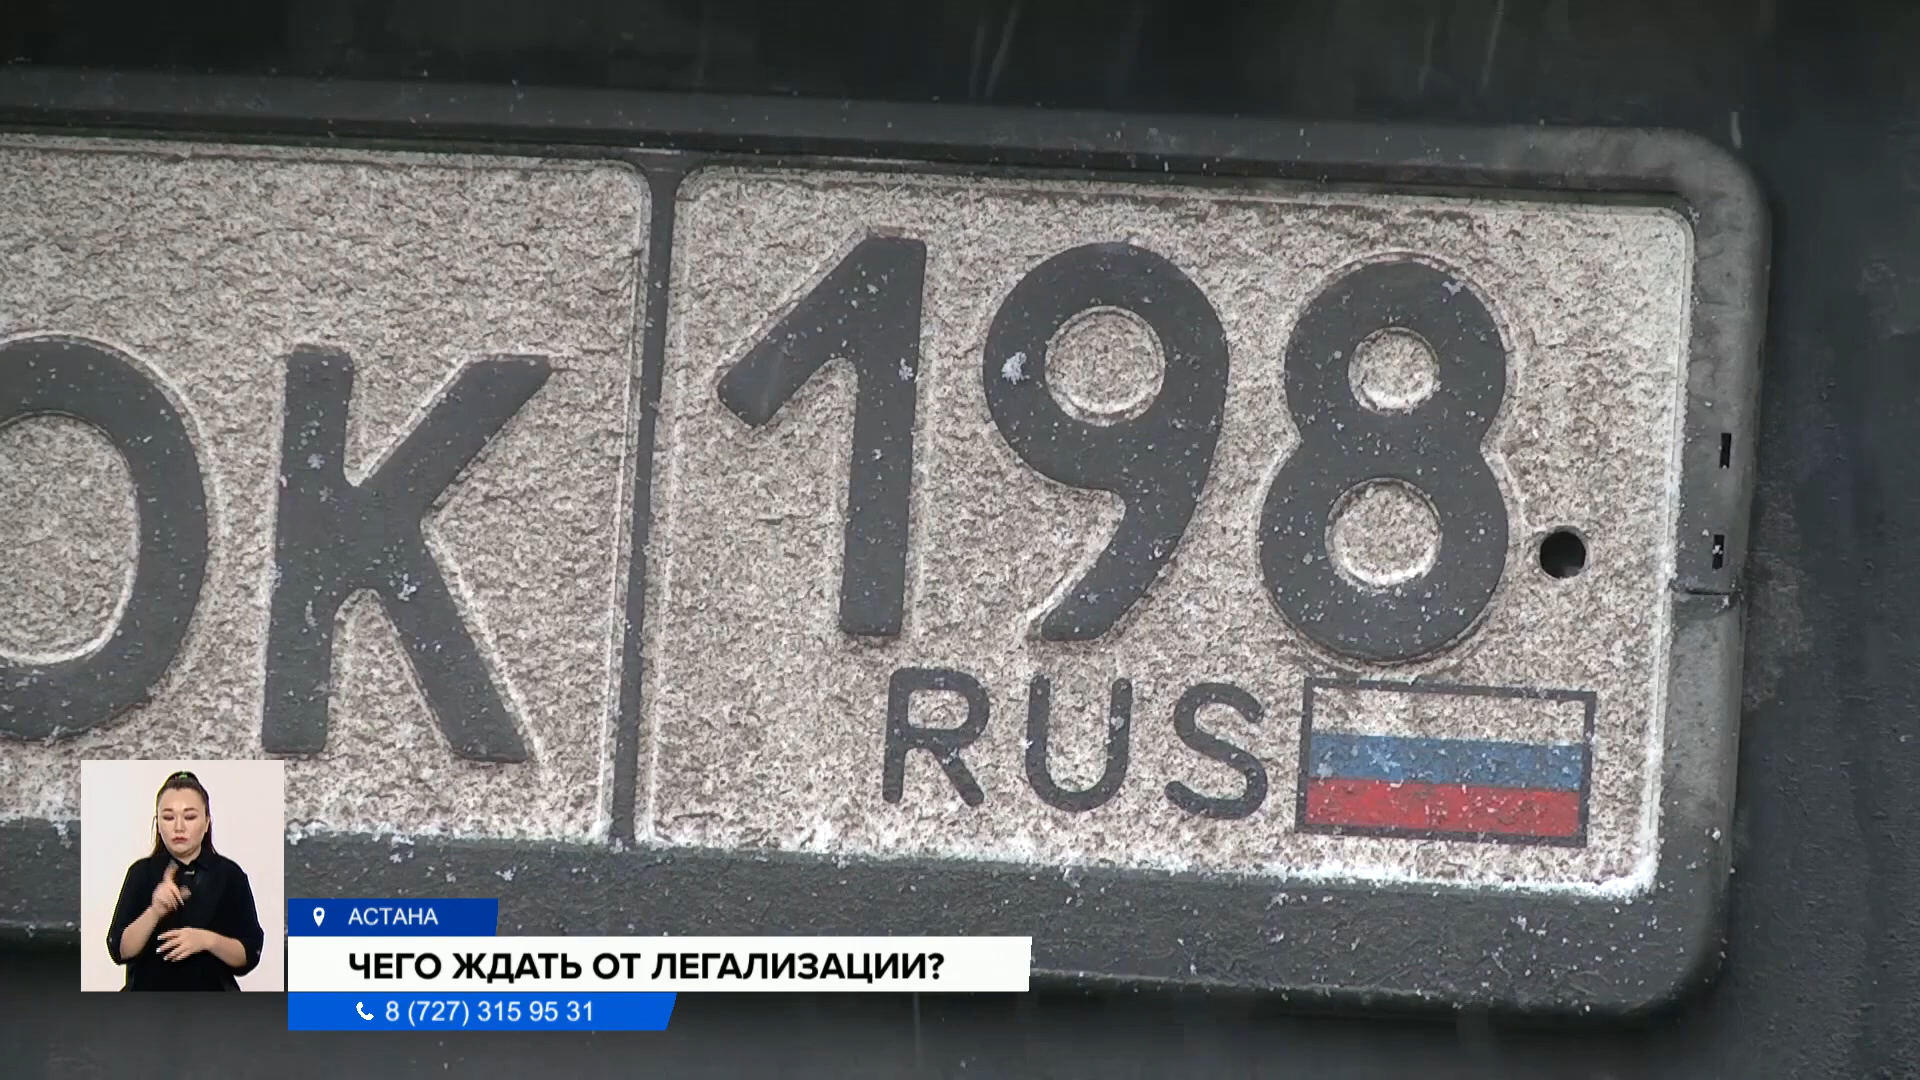 ОК 198
RUS
АСТАНА
ЧЕГО ЖДАТЬ ОТ ЛЕГАЛИЗАЦИИ?
8 (727) 315 95 31